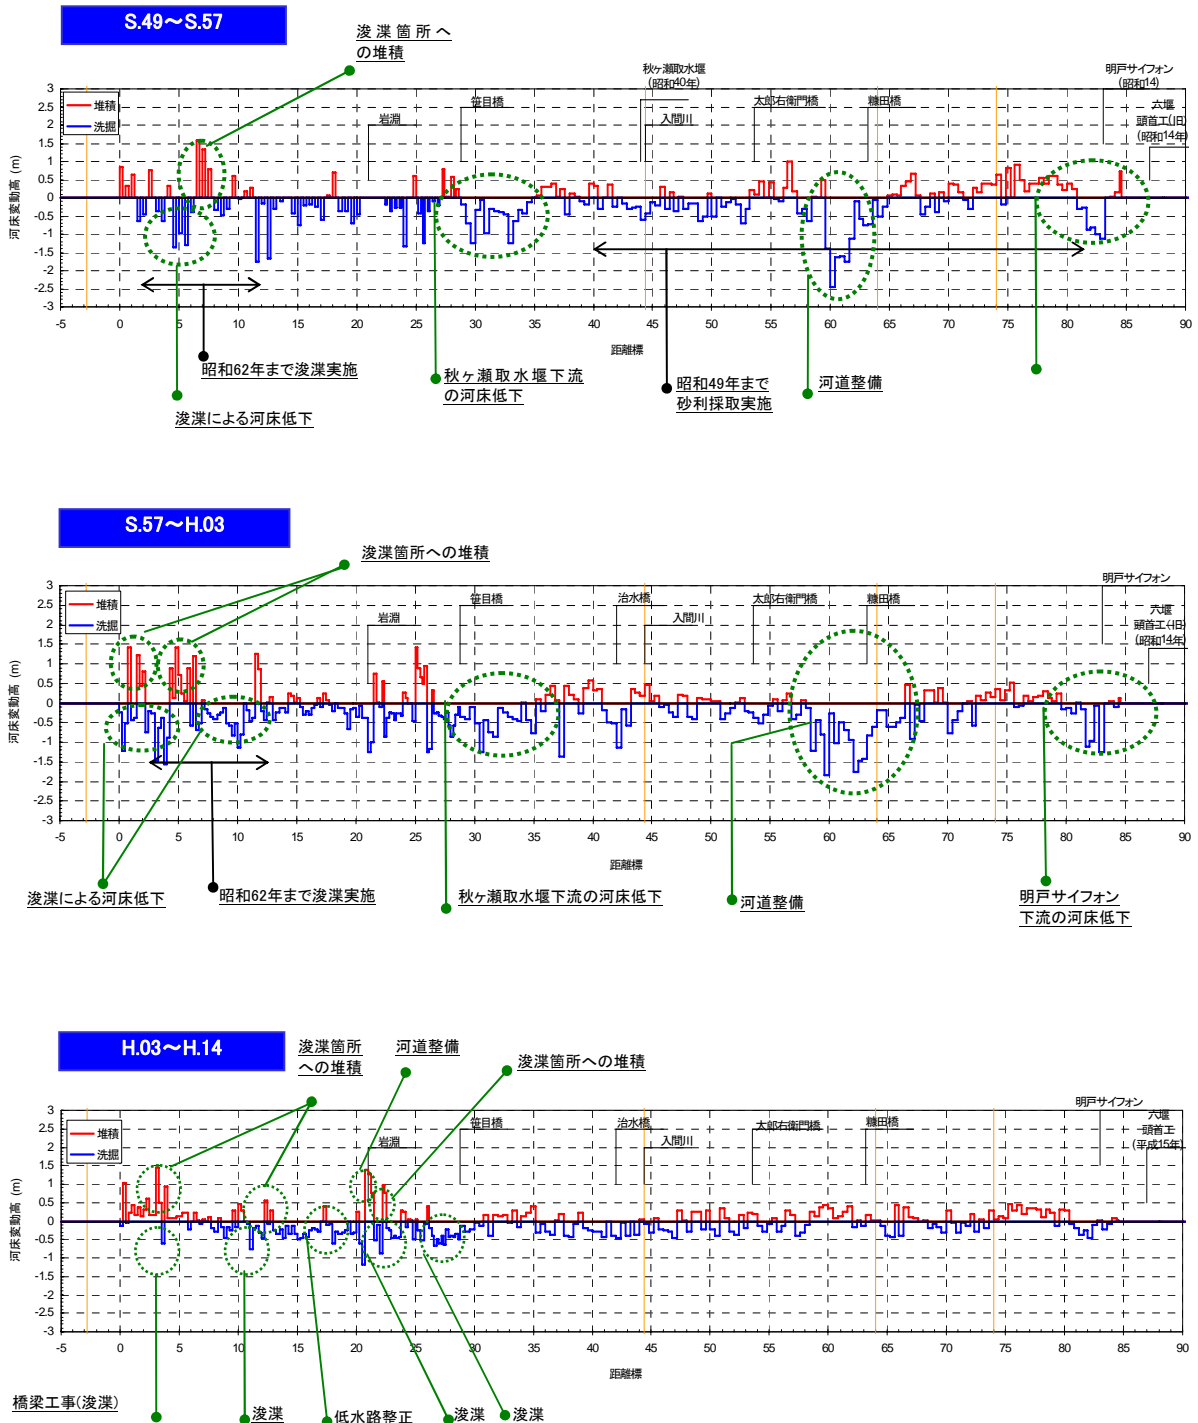 S.49～S.57
浚渫箇所へ
の堆積
秋ヶ瀬取水堰
(昭和40年)
明戸サイフォン
(昭和14)
笹目橋
太郎右衛門橋
糠田橋
六堰
頭首工(旧)
(昭和14年)
岩淵
入間川
堆積
洗掘
河床変動高 (m)
3
2.5
2
1.5
1
0.5
0
-0.5
-1
-1.5
-2
-2.5
-3
-5 0 5 10 15 20 25 30 35 40 45 50 55 60 65 70 75 80 85 90
距離標
昭和62年まで浚渫実施
浚渫による河床低下
秋ヶ瀬取水堰下流
の河床低下
昭和49年まで
砂利採取実施
河道整備
S.57～H.03
浚渫箇所への堆積
明戸サイフォン
笹目橋
治水橋
太郎右衛門橋
糠田橋
六堰
頭首工(旧)
(昭和14年)
岩淵
入間川
堆積
洗掘
河床変動高 (m)
3
2.5
2
1.5
1
0.5
0
-0.5
-1
-1.5
-2
-2.5
-3
-5 0 5 10 15 20 25 30 35 40 45 50 55 60 65 70 75 80 85 90
距離標
浚渫による河床低下
昭和62年まで浚渫実施
秋ヶ瀬取水堰下流の河床低下
河道整備
明戸サイフォン
下流の河床低下
H.03～H.14
浚渫箇所
への堆積
河道整備
浚渫箇所への堆積
明戸サイフォン
笹目橋
治水橋
太郎右衛門橋
糠田橋
六堰
頭首工
(平成15年)
岩淵
入間川
堆積
洗掘
河床変動高 (m)
3
2.5
2
1.5
1
0.5
0
-0.5
-1
-1.5
-2
-2.5
-3
-5 0 5 10 15 20 25 30 35 40 45 50 55 60 65 70 75 80 85 90
距離標
橋梁工事(浚渫)
浚渫
低水路整正
浚渫
浚渫